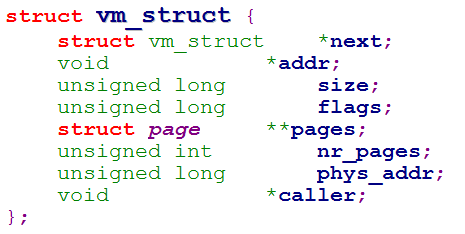 struct vm_struct {
    struct vm_struct    *next;
    void            *addr;
    unsigned long       size;
    unsigned long       flags;
    struct page     **pages;
    unsigned int        nr_pages;
    unsigned long       phys_addr;
    void            *caller;
};